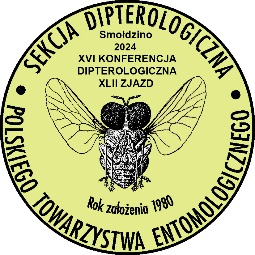 SEKCJA DIPTEROLOGICZNA
Smołdzino
2024
XVI KONFERENCJA
DIPTEROLOGICZNA
XLII ZJAZD
Rok założenia 1980
• POLSKIEGO TOWARZYSTWA ENTOMOLOGICZNEGO •